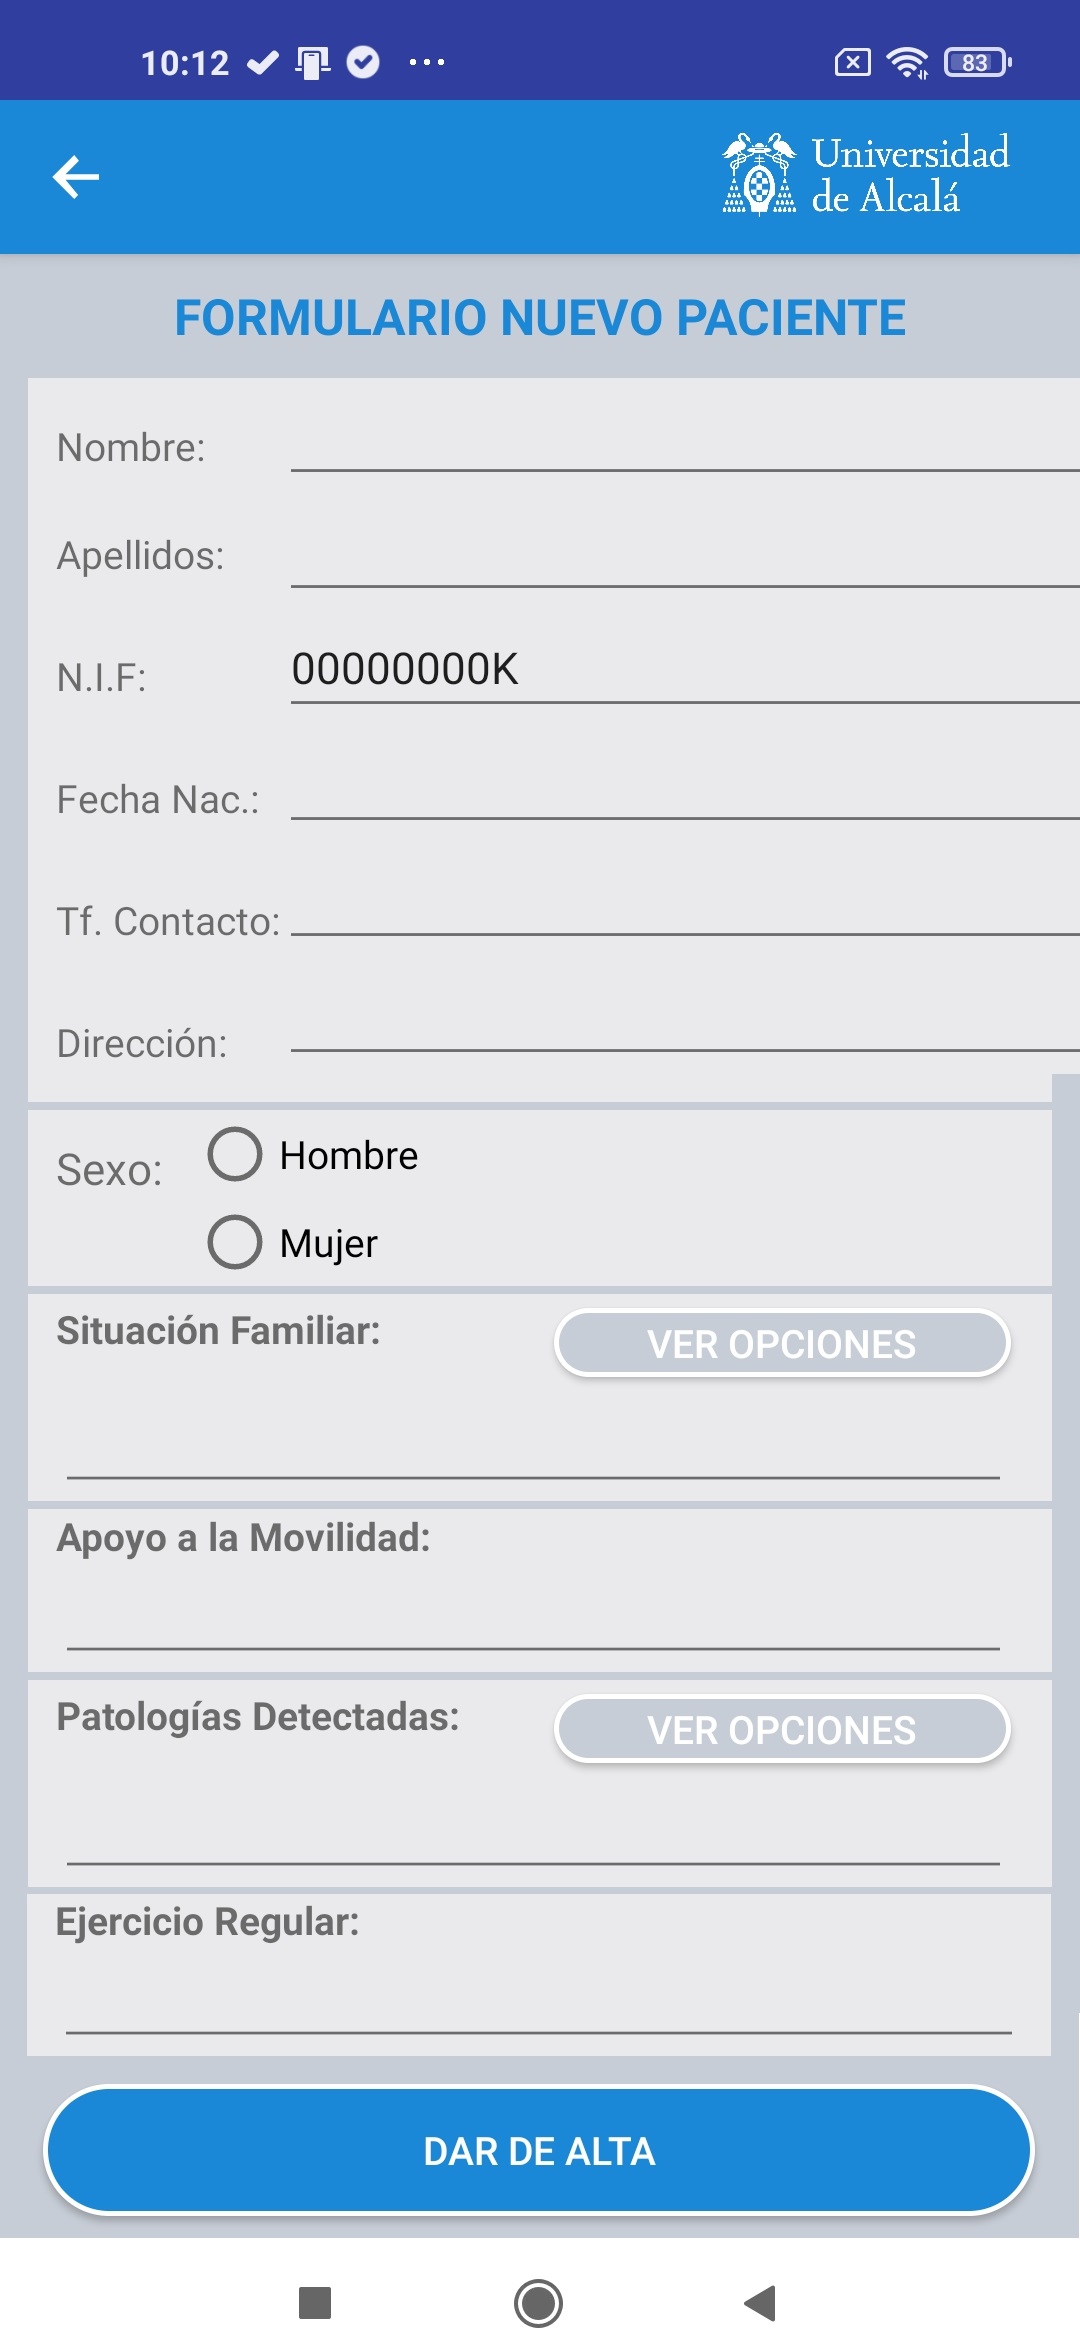 10:12
83
Universidad
de Alcalá
FORMULARIO NUEVO PACIENTE
Nombre:
Apellidos:
N.I.F: 00000000K
Fecha Nac.:
Tf. Contacto:
Dirección:
Sexo: Hombre
Mujer
Situación Familiar: VER OPCIONES
Apoyo a la Movilidad:
Patologías Detectadas: VER OPCIONES
Ejercicio Regular:
DAR DE ALTA